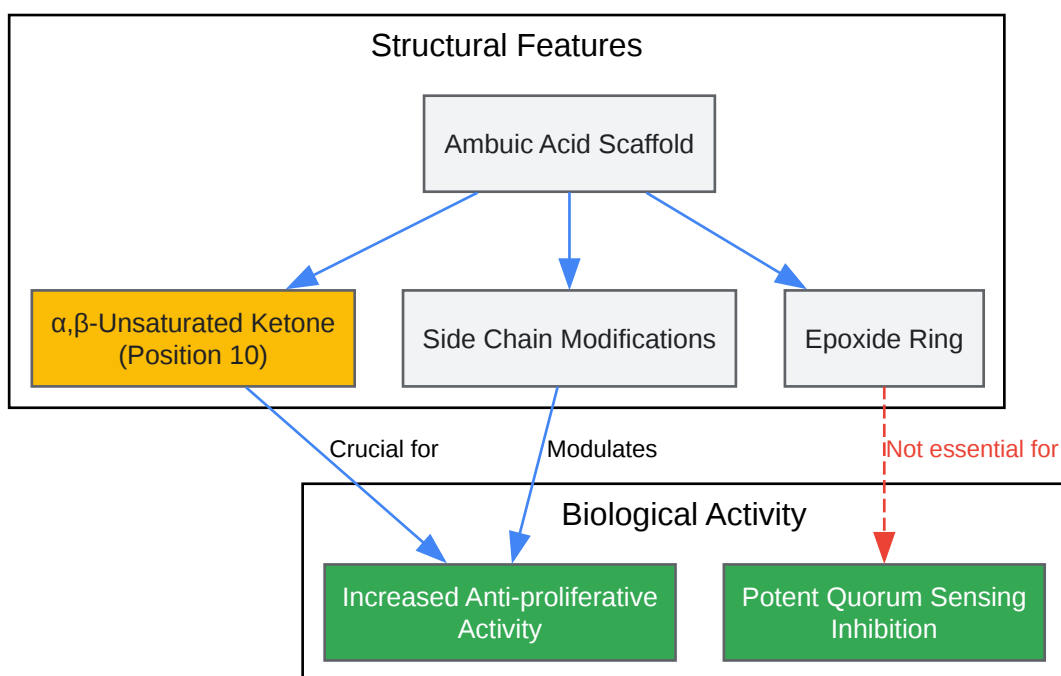 Structural Features
Ambuic Acid Scaffold
α,β-Unsaturated Ketone
(Position 10)
Side Chain Modifications
Epoxide Ring
Crucial for
Modulates
Not essential for
Biological Activity
Increased Anti-proliferative
Activity
Potent Quorum Sensing
Inhibition